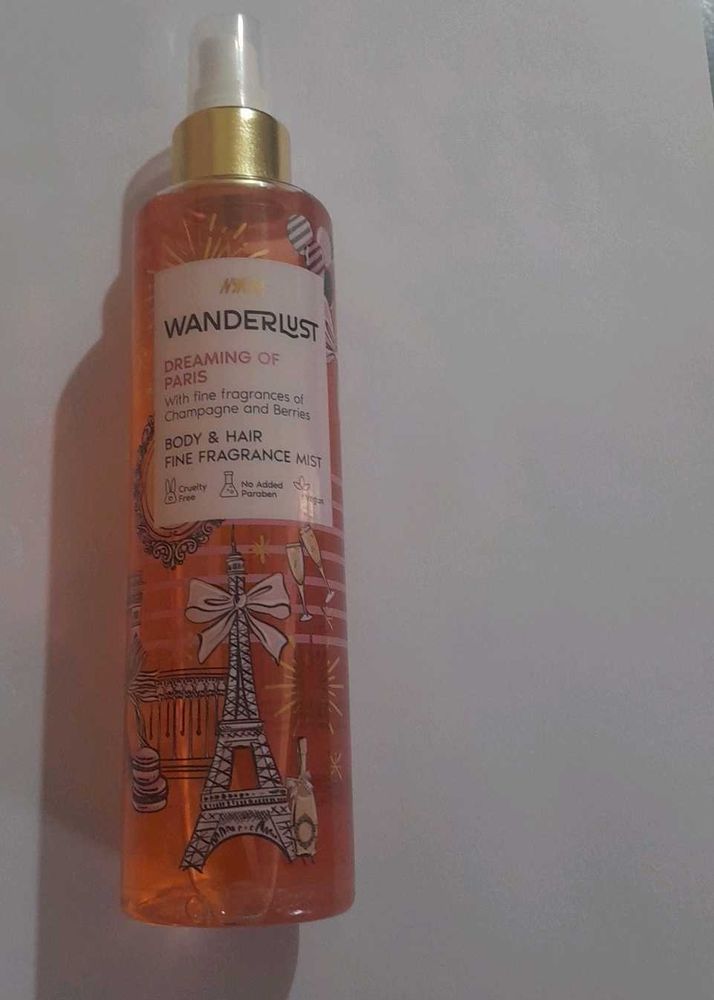 WANDERLUST
DREAMING OF
PARIS
With fine fragrances of
Champagne and Berries
BODY & HAIR
FINE FRAGRANCE MIST
Cruelty
Free
No Added
Paraben
Vegan